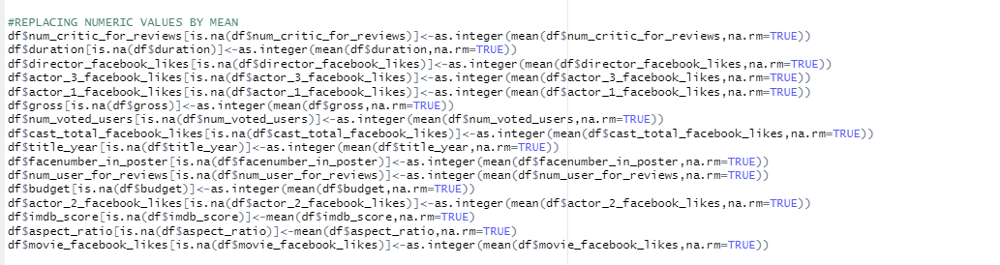 #REPLACING NUMERIC VALUES BY MEAN
df$num_critic_for_reviews[is.na(df$num_critic_for_reviews)]<-as.integer(mean(df$num_critic_for_reviews,na.rm=TRUE))
df$duration[is.na(df$duration)]<-as.integer(mean(df$duration,na.rm=TRUE))
df$director_facebook_likes[is.na(df$director_facebook_likes)]<-as.integer(mean(df$director_facebook_likes,na.rm=TRUE))
df$actor_3_facebook_likes[is.na(df$actor_3_facebook_likes)]<-as.integer(mean(df$actor_3_facebook_likes,na.rm=TRUE))
df$actor_1_facebook_likes[is.na(df$actor_1_facebook_likes)]<-as.integer(mean(df$actor_1_facebook_likes,na.rm=TRUE))
df$gross[is.na(df$gross)]<-as.integer(mean(df$gross,na.rm=TRUE))
df$num_voted_users[is.na(df$num_voted_users)]<-as.integer(mean(df$num_voted_users,na.rm=TRUE))
df$cast_total_facebook_likes[is.na(df$cast_total_facebook_likes)]<-as.integer(mean(df$cast_total_facebook_likes,na.rm=TRUE))
df$title_year[is.na(df$title_year)]<-as.integer(mean(df$title_year,na.rm=TRUE))
df$facenumber_in_poster[is.na(df$facenumber_in_poster)]<-as.integer(mean(df$facenumber_in_poster,na.rm=TRUE))
df$num_user_for_reviews[is.na(df$num_user_for_reviews)]<-as.integer(mean(df$num_user_for_reviews,na.rm=TRUE))
df$budget[is.na(df$budget)]<-as.integer(mean(df$budget,na.rm=TRUE))
df$actor_2_facebook_likes[is.na(df$actor_2_facebook_likes)]<-as.integer(mean(df$actor_2_facebook_likes,na.rm=TRUE))
df$imdb_score[is.na(df$imdb_score)]<-mean(df$imdb_score,na.rm=TRUE)
df$aspect_ratio[is.na(df$aspect_ratio)]<-mean(df$aspect_ratio,na.rm=TRUE)
df$movie_facebook_likes[is.na(df$movie_facebook_likes)]<-as.integer(mean(df$movie_facebook_likes,na.rm=TRUE))